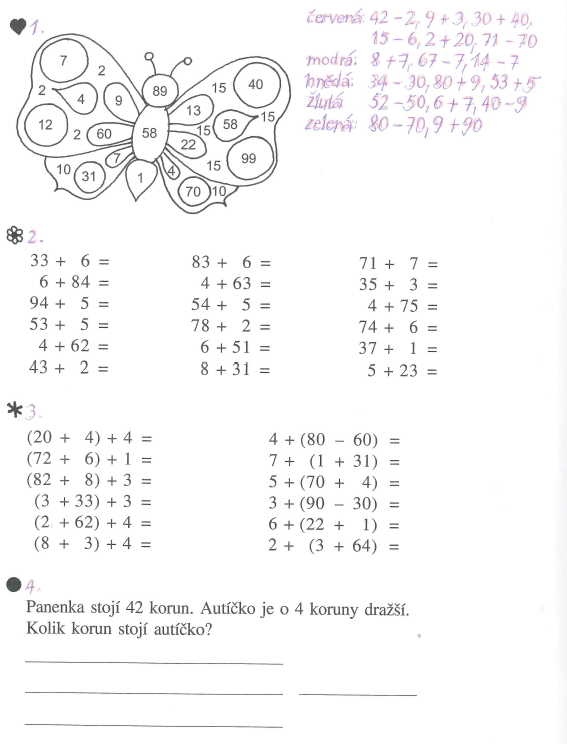 1.
červená: 42 - 2, 9 + 3, 30 + 40,
15 - 6, 2 + 20, 71 - 70
modrá: 8 + 7, 67 - 7, 14 - 7
hnědá: 34 - 30, 80 + 9, 53 + 5
žlutá: 52 - 50, 6 + 7, 40 - 9
zelená: 80 - 70, 9 + 90
7
2
89
15
40
2
4
9
13
15
12
2
60
58
15
58
22
99
10
31
7
1
4
15
70
10
2.
33 + 6 =
6 + 84 =
94 + 5 =
53 + 5 =
4 + 62 =
43 + 2 =
83 + 6 =
4 + 63 =
54 + 5 =
78 + 2 =
6 + 51 =
8 + 31 =
71 + 7 =
35 + 3 =
4 + 75 =
74 + 6 =
37 + 1 =
5 + 23 =
3.
(20 + 4) + 4 =
(72 + 6) + 1 =
(82 + 8) + 3 =
(3 + 33) + 3 =
(2 + 62) + 4 =
(8 + 3) + 4 =
4 + (80 - 60) =
7 + (1 + 31) =
5 + (70 + 4) =
3 + (90 - 30) =
6 + (22 + 1) =
2 + (3 + 64) =
4.
Panenka stojí 42 korun. Autíčko je o 4 koruny dražší.
Kolik korun stojí autíčko?